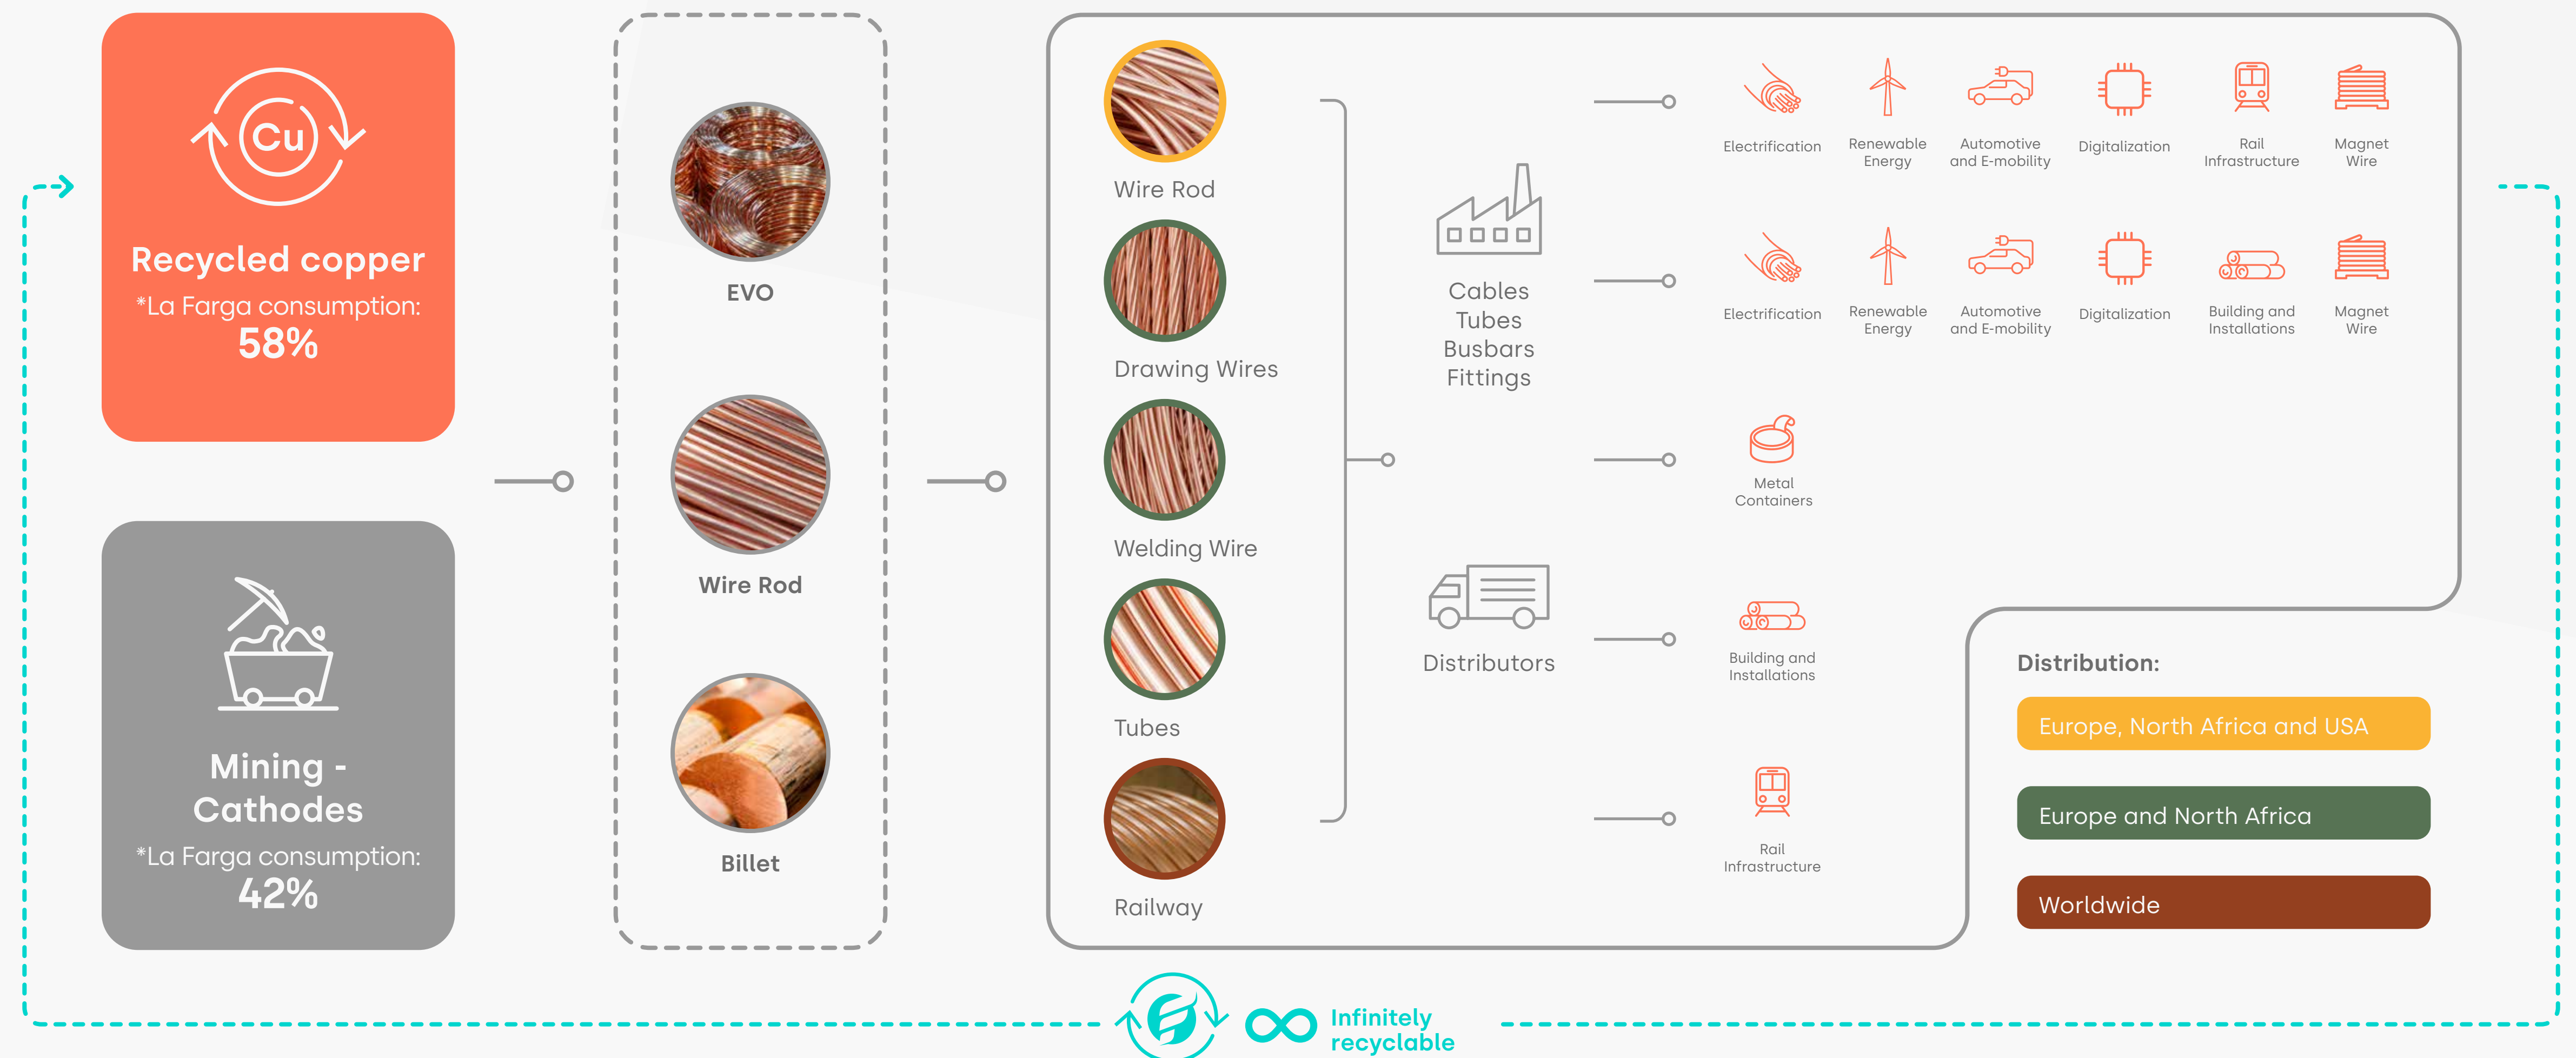 Cu
Recycled copper
*La Farga consumption:
58%
Mining -
Cathodes
*La Farga consumption:
42%
EVO
Wire Rod
Billet
Wire Rod
Drawing Wires
Welding Wire
Tubes
Railway
Cables
Tubes
Busbars
Fittings
Distributors
Electrification
Renewable
Energy
Automotive
and E-mobility
Digitalization
Rail
Infrastructure
Magnet
Wire
Electrification
Renewable
Energy
Automotive
and E-mobility
Digitalization
Building and
Installations
Magnet
Wire
Metal
Containers
Building and
Installations
Rail
Infrastructure
Distribution:
Europe, North Africa and USA
Europe and North Africa
Worldwide
Infinitely
recyclable